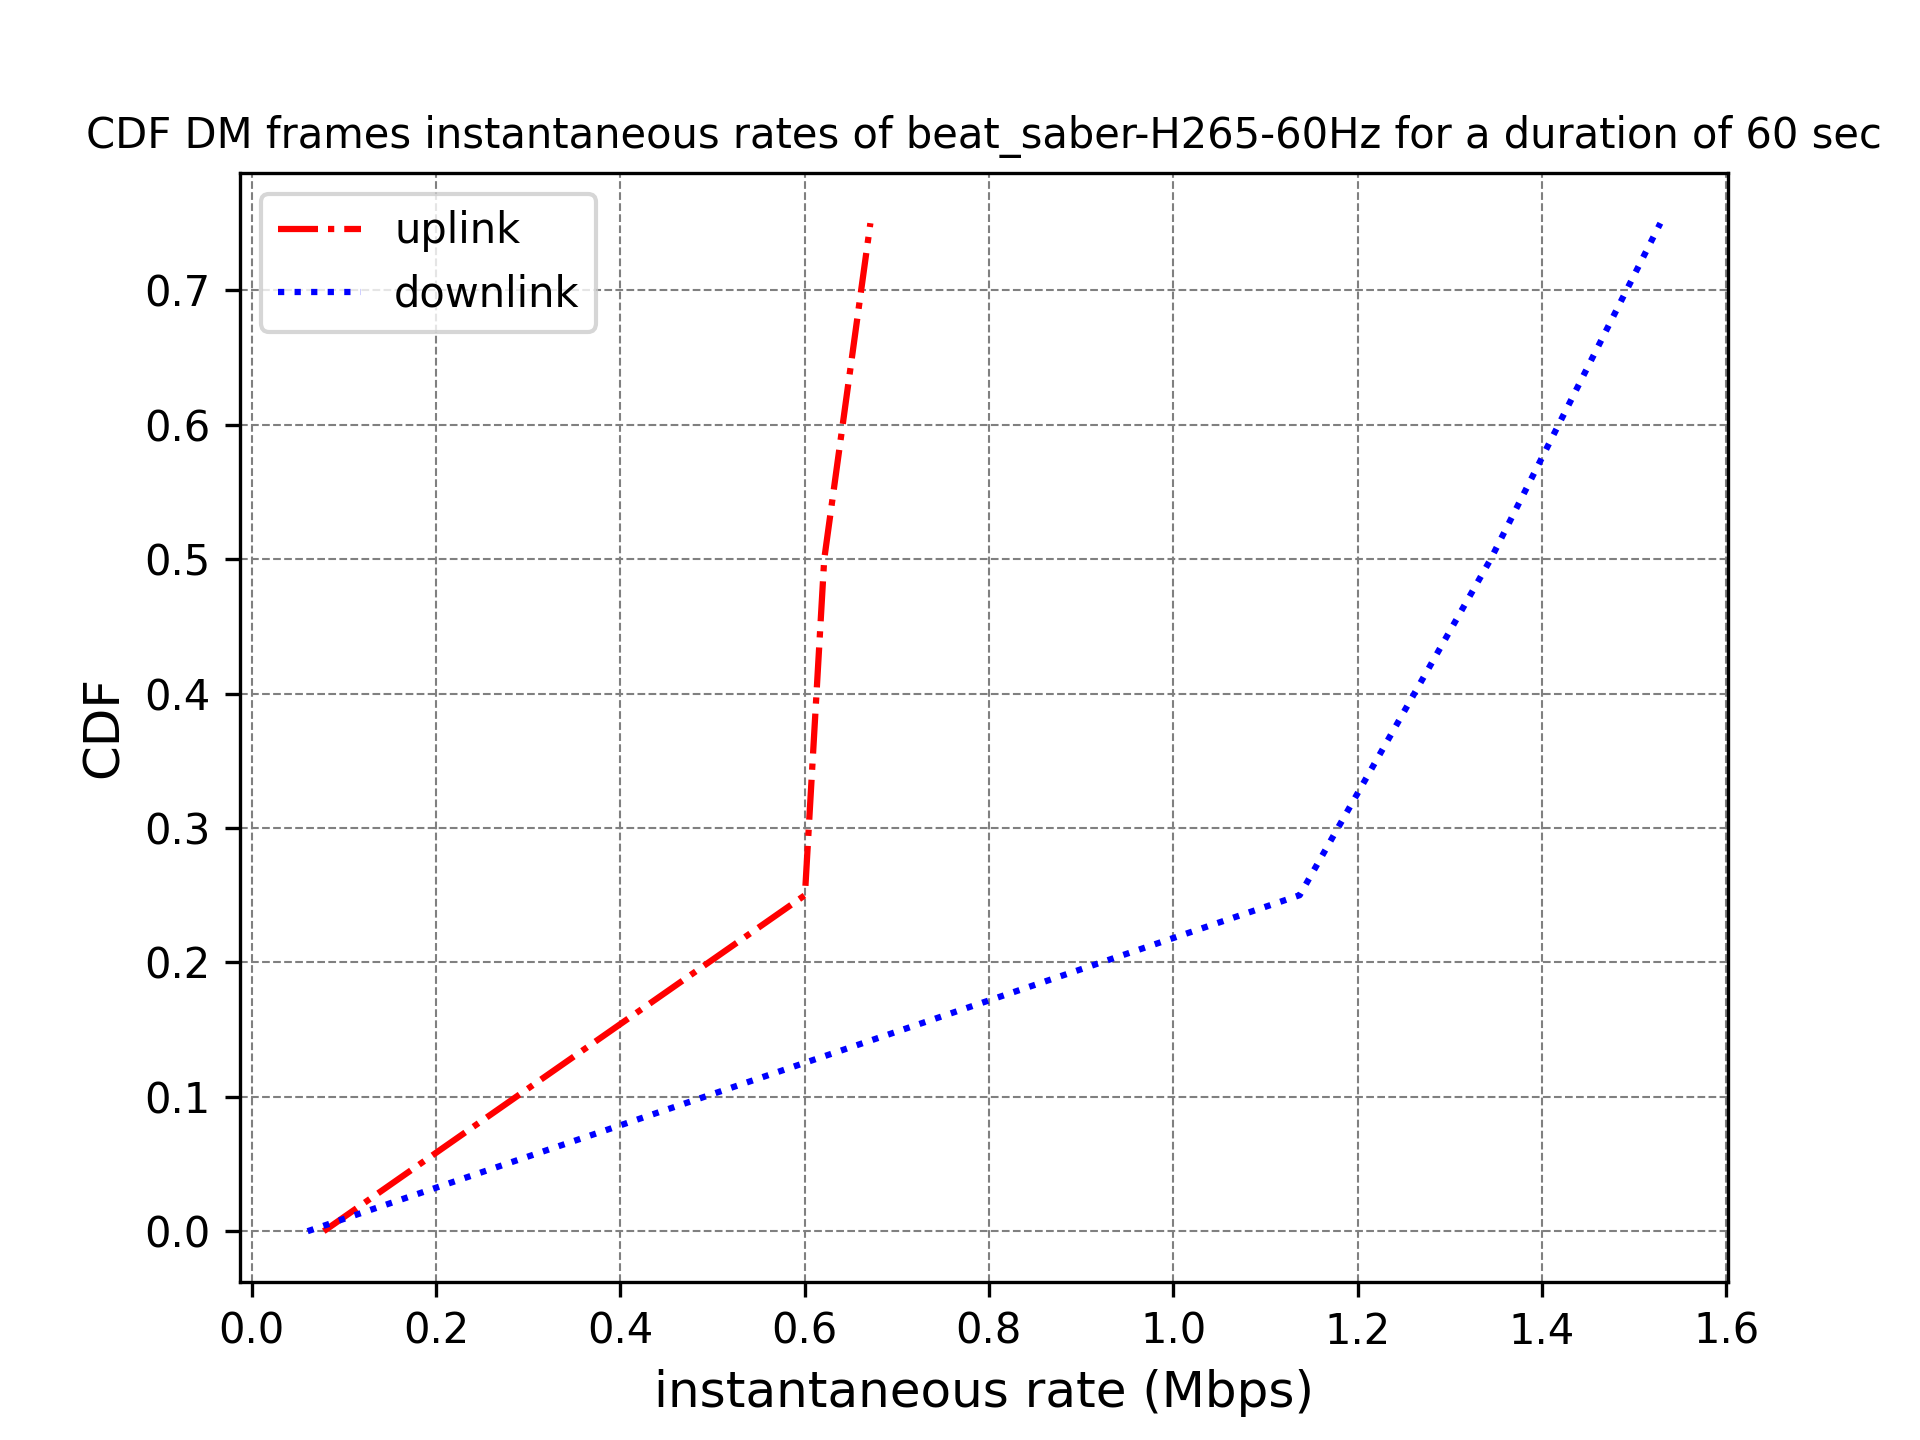 CDF DM frames instantaneous rates of beat_saber-H265-60Hz for a duration of 60 sec
uplink
downlink
0.7
0.6
0.5
0.4
0.3
0.2
0.1
0.0
CDF
0.0 0.2 0.4 0.6 0.8 1.0 1.2 1.4 1.6
instantaneous rate (Mbps)